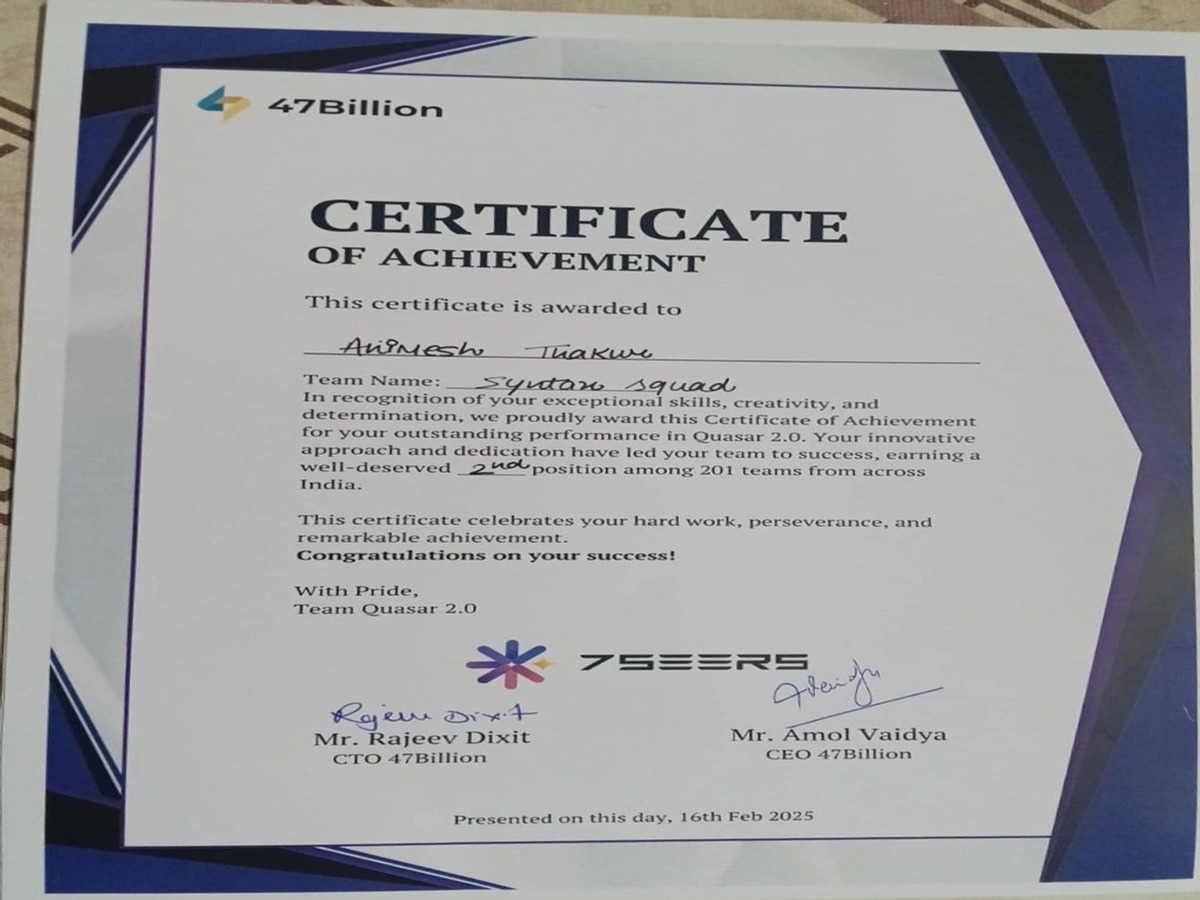 47Billion
CERTIFICATE
OF ACHIEVEMENT
This certificate is awarded to
Animesh Thakur
Team Name: Syntax squad
In recognition of your exceptional skills, creativity, and
determination, we proudly award this Certificate of Achievement
for your outstanding performance in Quasar 2.0. Your innovative
approach and dedication have led your team to success, earning a
well-deserved 2nd position among 201 teams from across
India.
This certificate celebrates your hard work, perseverance, and
remarkable achievement.
Congratulations on your success!
With Pride,
Team Quasar 2.0
7SEERS
Rajeev Dixit
Mr. Rajeev Dixit
CTO 47Billion
Mr. Amol Vaidya
CEO 47Billion
Presented on this day, 16th Feb 2025